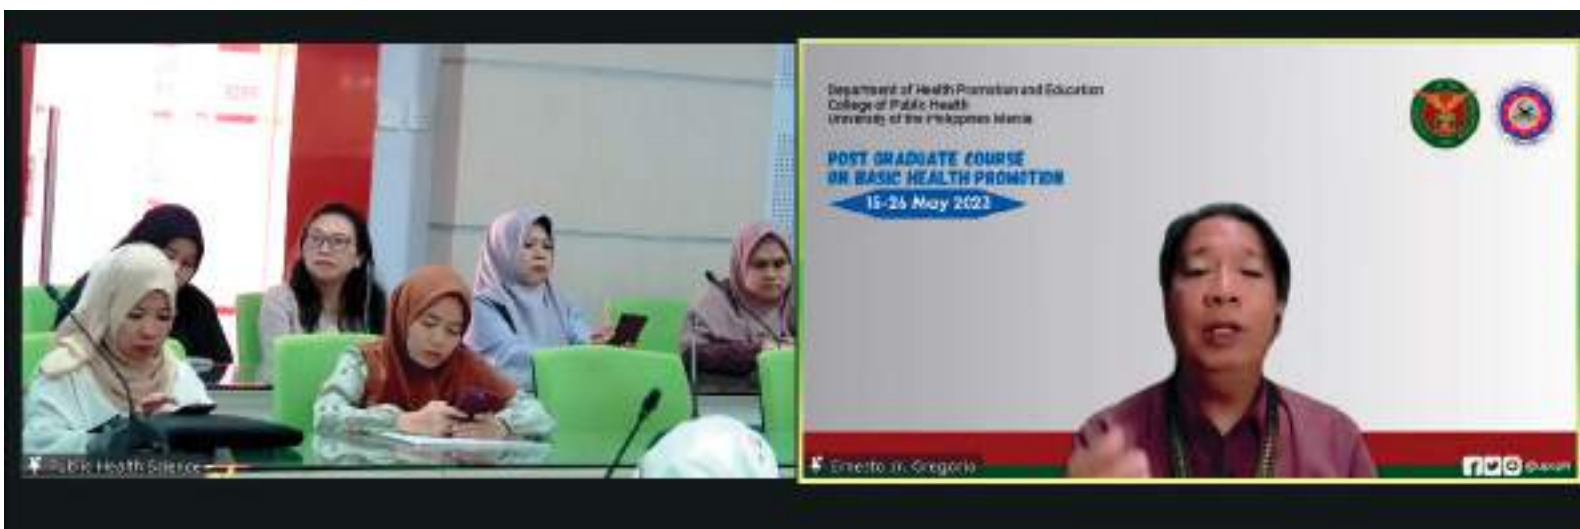 Public Health Science
Department of Health Promotion and Education
College of Public Health
University of the Philippines Manila
POST GRADUATE COURSE
ON BASIC HEALTH PROMOTION
15-26 May 2023
Ernesto Jr. Gregorio